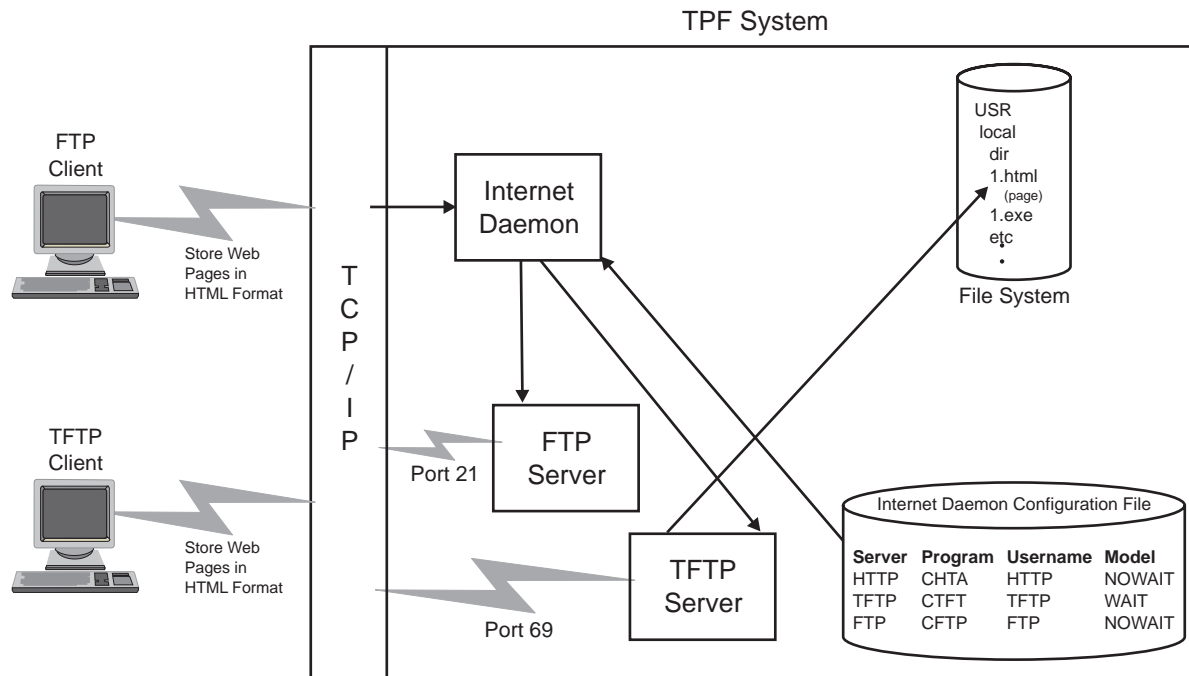 TPF System
FTP
Client
Store Web
Pages in
HTML Format
TFTP
Client
Store Web
Pages in
HTML Format
T
C
P
/
I
P
Internet
Daemon
FTP
Server
Port 21
TFTP
Server
Port 69
USR
local
dir
1.html
(page)
1.exe
etc
File System
Internet Daemon Configuration File
Server Program Username Model
HTTP CHTA HTTP NOWAIT
TFTP CTFT TFTP WAIT
FTP CFTP FTP NOWAIT